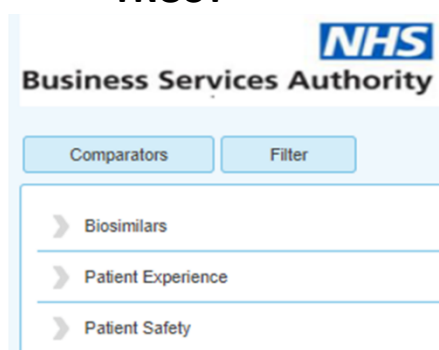 NHS
Business Services Authority
Comparators
Filter
Biosimilars
Patient Experience
Patient Safety